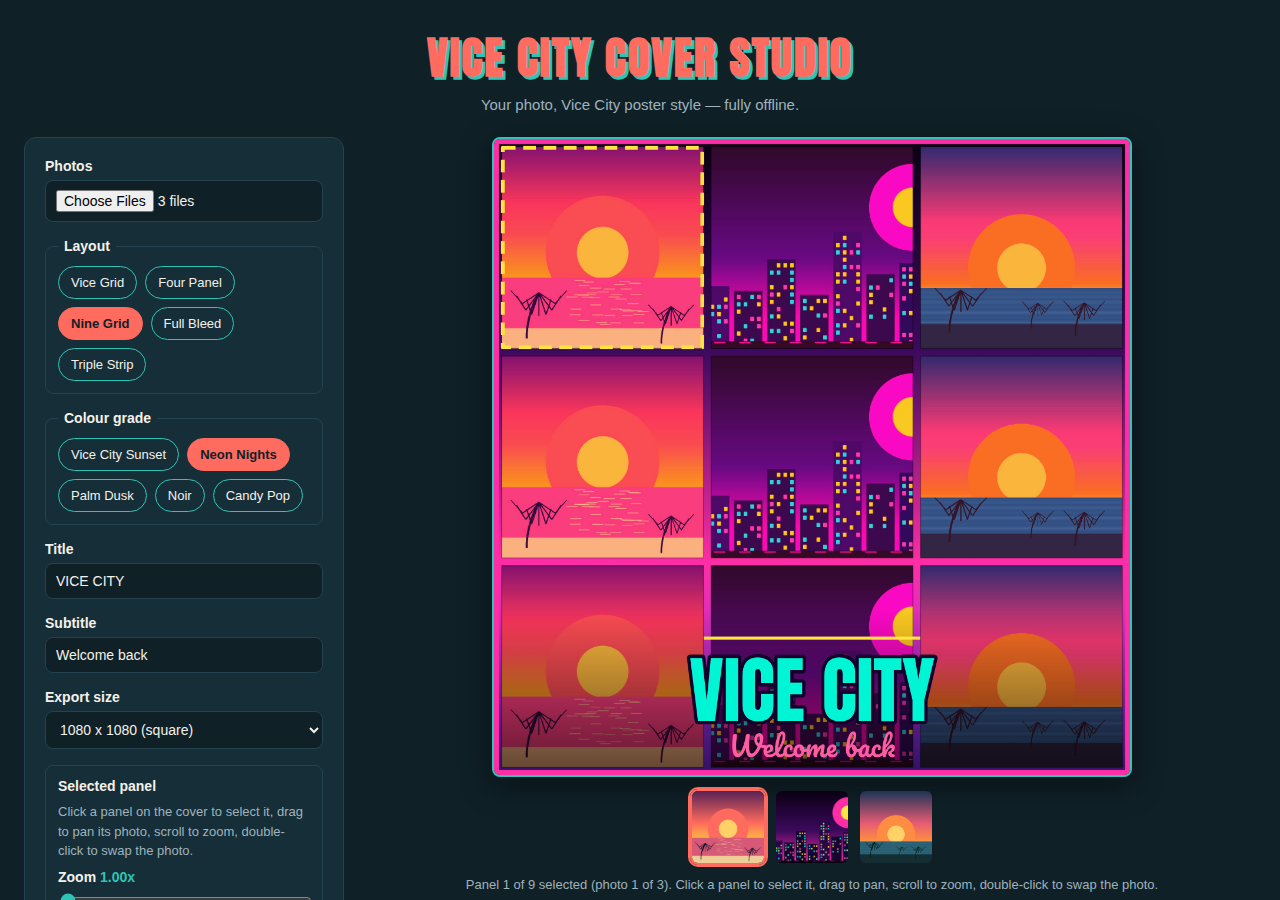 VICE CITY COVER STUDIO
Your photo, Vice City poster style — fully offline.
Photos
Choose Files 3 files
Layout
Vice Grid Four Panel
Nine Grid Full Bleed
Triple Strip
Colour grade
Vice City Sunset Neon Nights
Palm Dusk Noir Candy Pop
Title
VICE CITY
Subtitle
Welcome back
Export size
1080 x 1080 (square)
Selected panel
Click a panel on the cover to select it, drag
to pan its photo, scroll to zoom, double-
click to swap the photo.
Zoom 1.00x
VICE CITY
Welcome back
Panel 1 of 9 selected (photo 1 of 3). Click a panel to select it, drag to pan, scroll to zoom, double-click to swap the photo.